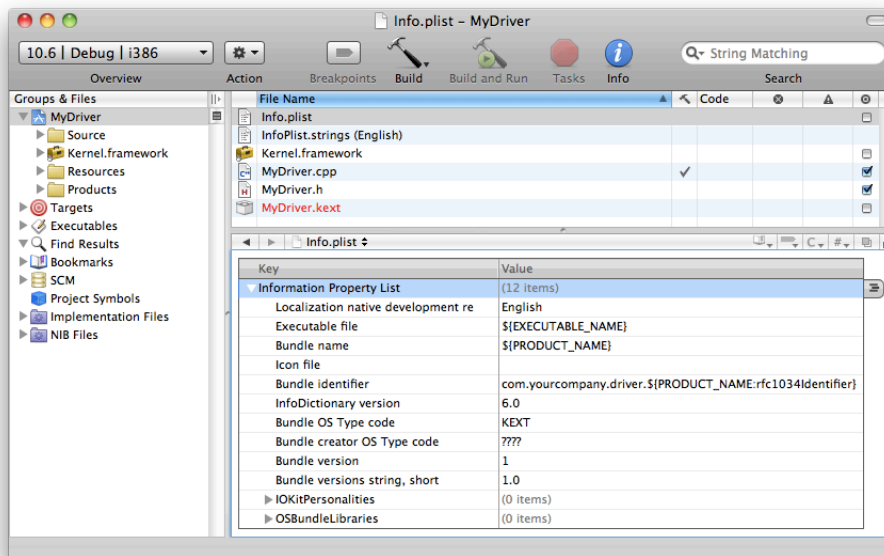 Info.plist – MyDriver
10.6 | Debug | i386
String Matching
Overview Action Breakpoints Build Build and Run Tasks Info Search
Groups & Files
MyDriver
Source
Kernel.framework
Resources
Products
Targets
Executables
Find Results
Bookmarks
SCM
Project Symbols
Implementation Files
NIB Files
File Name Code
Info.plist
InfoPlist.strings (English)
Kernel.framework
MyDriver.cpp
MyDriver.h
MyDriver.kext
Info.plist C #
Key Value
Information Property List (12 items)
Localization native development re English
Executable file ${EXECUTABLE_NAME}
Bundle name ${PRODUCT_NAME}
Icon file
Bundle identifier com.yourcompany.driver.${PRODUCT_NAME:rfc1034Identifier}
InfoDictionary version 6.0
Bundle OS Type code KEXT
Bundle creator OS Type code ????
Bundle version 1
Bundle versions string, short 1.0
IOKitPersonalities (0 items)
OSBundleLibraries (0 items)